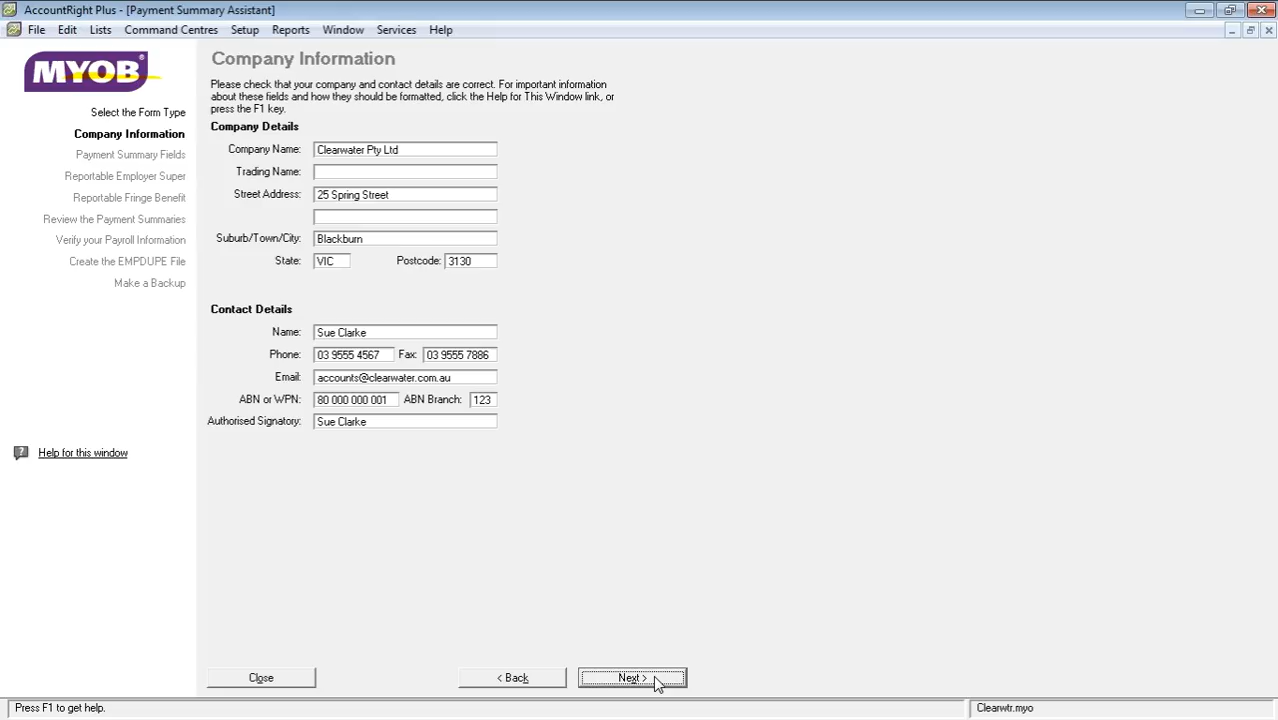 AccountRight Plus - [Payment Summary Assistant]
File Edit Lists Command Centres Setup Reports Window Services Help
MYOB®
Select the Form Type
Company Information
Payment Summary Fields
Reportable Employer Super
Reportable Fringe Benefit
Review the Payment Summaries
Verify your Payroll Information
Create the EMPDUPE File
Make a Backup
Help for this window
Company Information
Please check that your company and contact details are correct. For important information
about these fields and how they should be formatted, click the Help for This Window link, or
press the F1 key.
Company Details
Company Name: Clearwater Pty Ltd
Trading Name:
Street Address: 25 Spring Street
Suburb/Town/City: Blackburn
State: VIC Postcode: 3130
Contact Details
Name: Sue Clarke
Phone: 03 9555 4567 Fax: 03 9555 7886
Email: accounts@clearwater.com.au
ABN or WPN: 80 000 000 001 ABN Branch: 123
Authorised Signatory: Sue Clarke
Close < Back Next >
Press F1 to get help. Clearwtr.myo